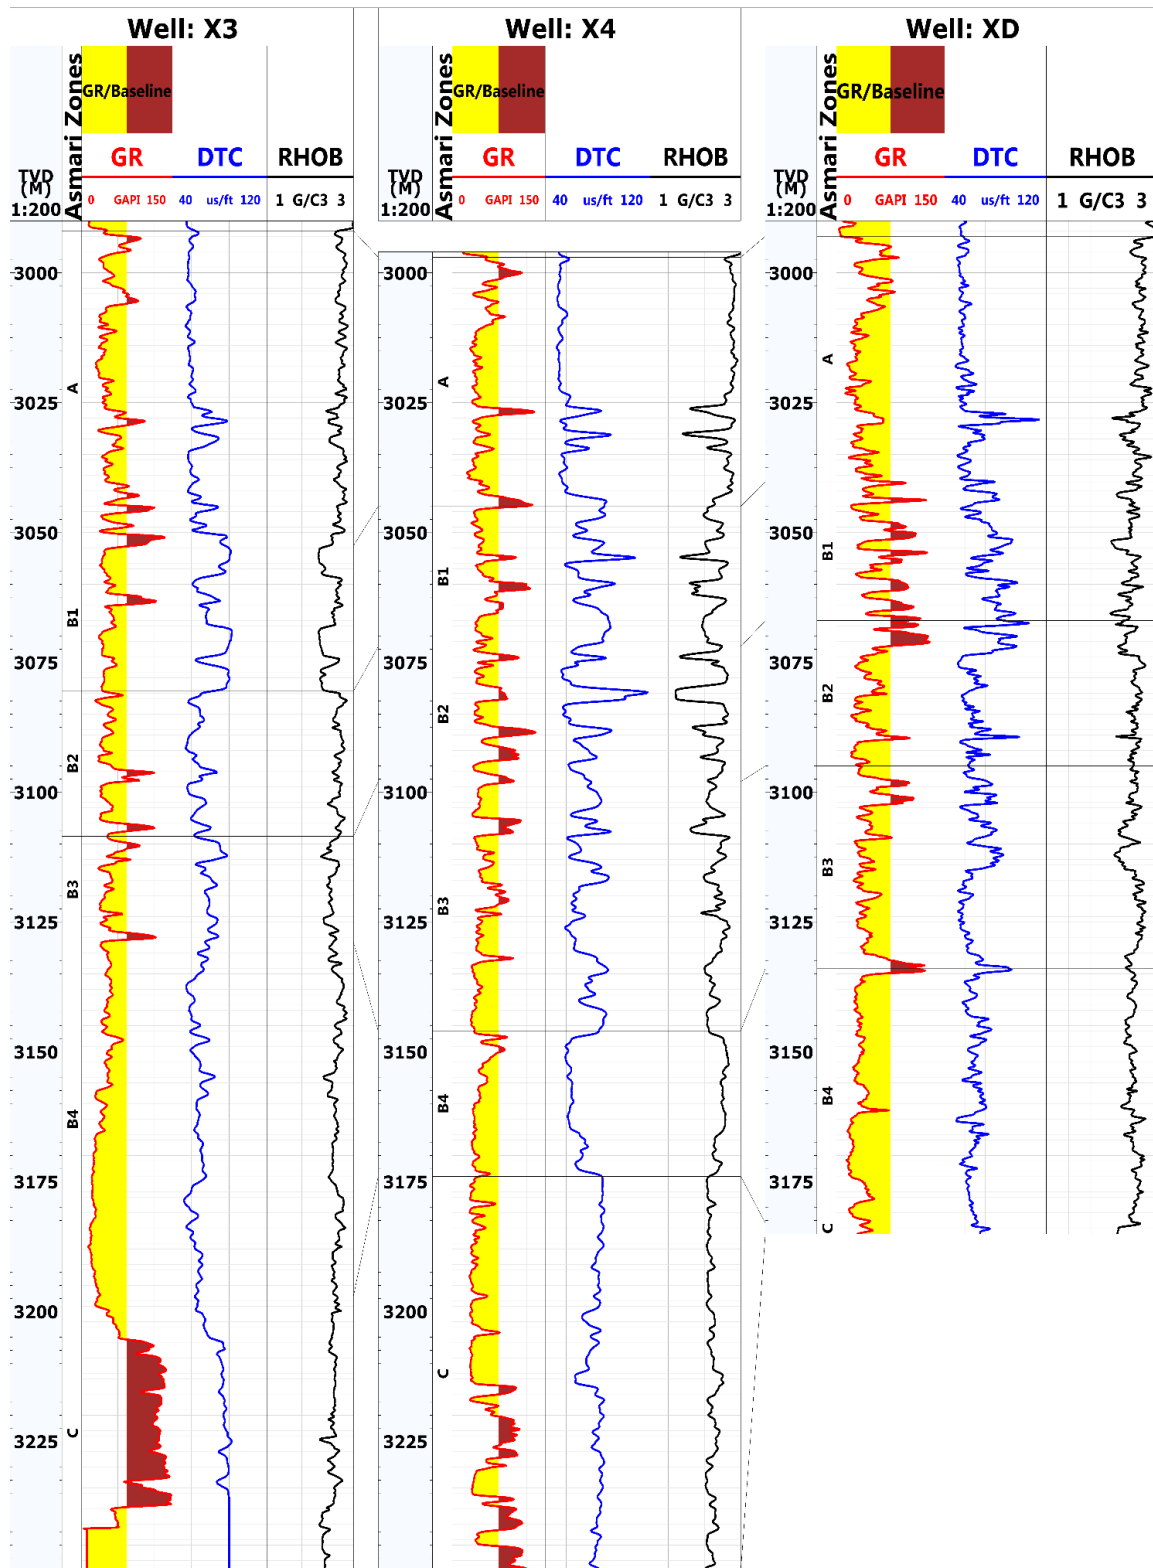 Well: X3
Asmari Zones
GR/Baseline
GR
DTC
RHOB
TVD
(M)
1:200
0 GAPI 150
40 us/ft 120
1 G/C3 3
3000
3025
3050
3075
3100
3125
3150
3175
3200
3225
A
B1
B2
B3
B4
C
Well: X4
Asmari Zones
GR/Baseline
GR
DTC
RHOB
TVD
(M)
1:200
0 GAPI 150
40 us/ft 120
1 G/C3 3
3000
3025
3050
3075
3100
3125
3150
3175
3200
3225
A
B1
B2
B3
B4
C
Well: XD
Asmari Zones
GR/Baseline
GR
DTC
RHOB
TVD
(M)
1:200
0 GAPI 150
40 us/ft 120
1 G/C3 3
3000
3025
3050
3075
3100
3125
3150
3175
A
B1
B2
B3
B4
C